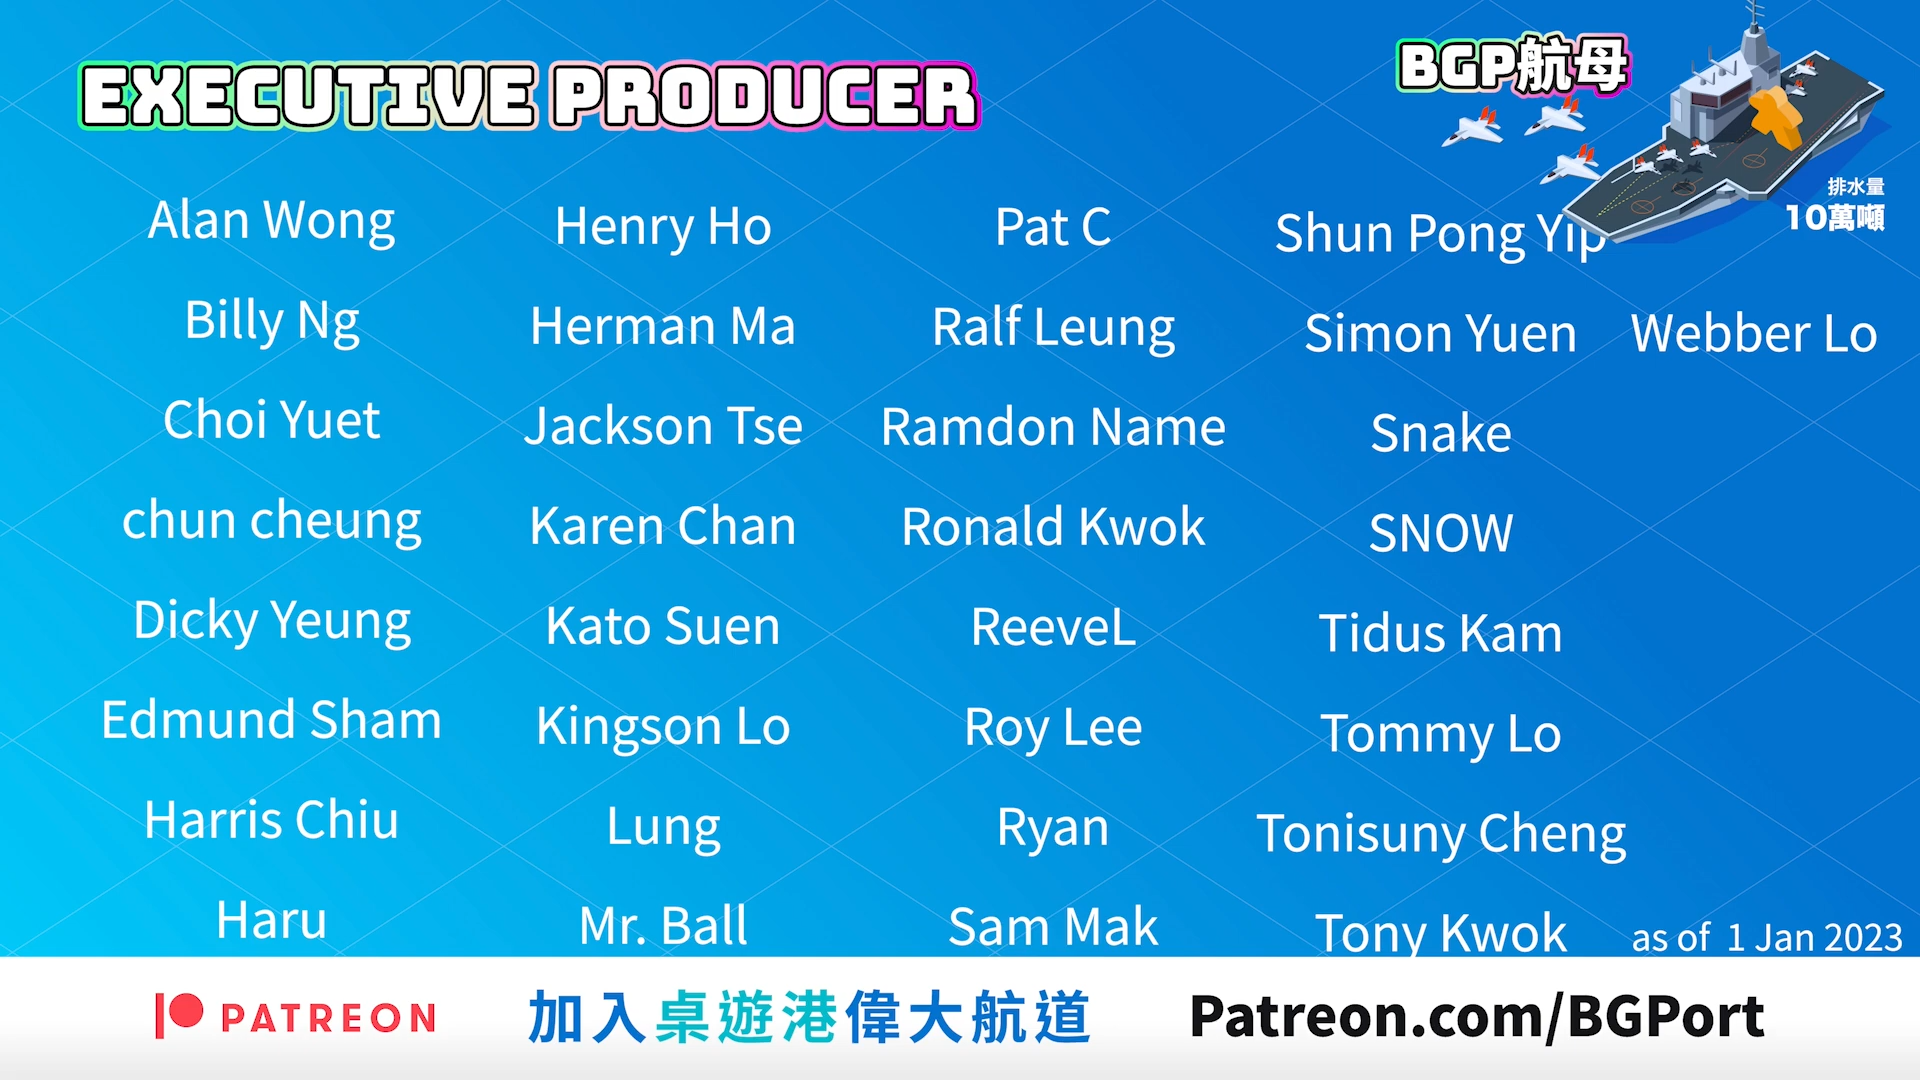 EXECUTIVE PRODUCER
BGP航母
排水量
10萬噸
Alan Wong
Billy Ng
Choi Yuet
chun cheung
Dicky Yeung
Edmund Sham
Harris Chiu
Haru
Henry Ho
Herman Ma
Jackson Tse
Karen Chan
Kato Suen
Kingson Lo
Lung
Mr. Ball
Pat C
Ralf Leung
Ramdon Name
Ronald Kwok
ReeveL
Roy Lee
Ryan
Sam Mak
Shun Pong Yip
Simon Yuen
Snake
SNOW
Tidus Kam
Tommy Lo
Tonisuny Cheng
Tony Kwok
Webber Lo
as of 1 Jan 2023
PATREON
加入桌遊港偉大航道
Patreon.com/BGPort